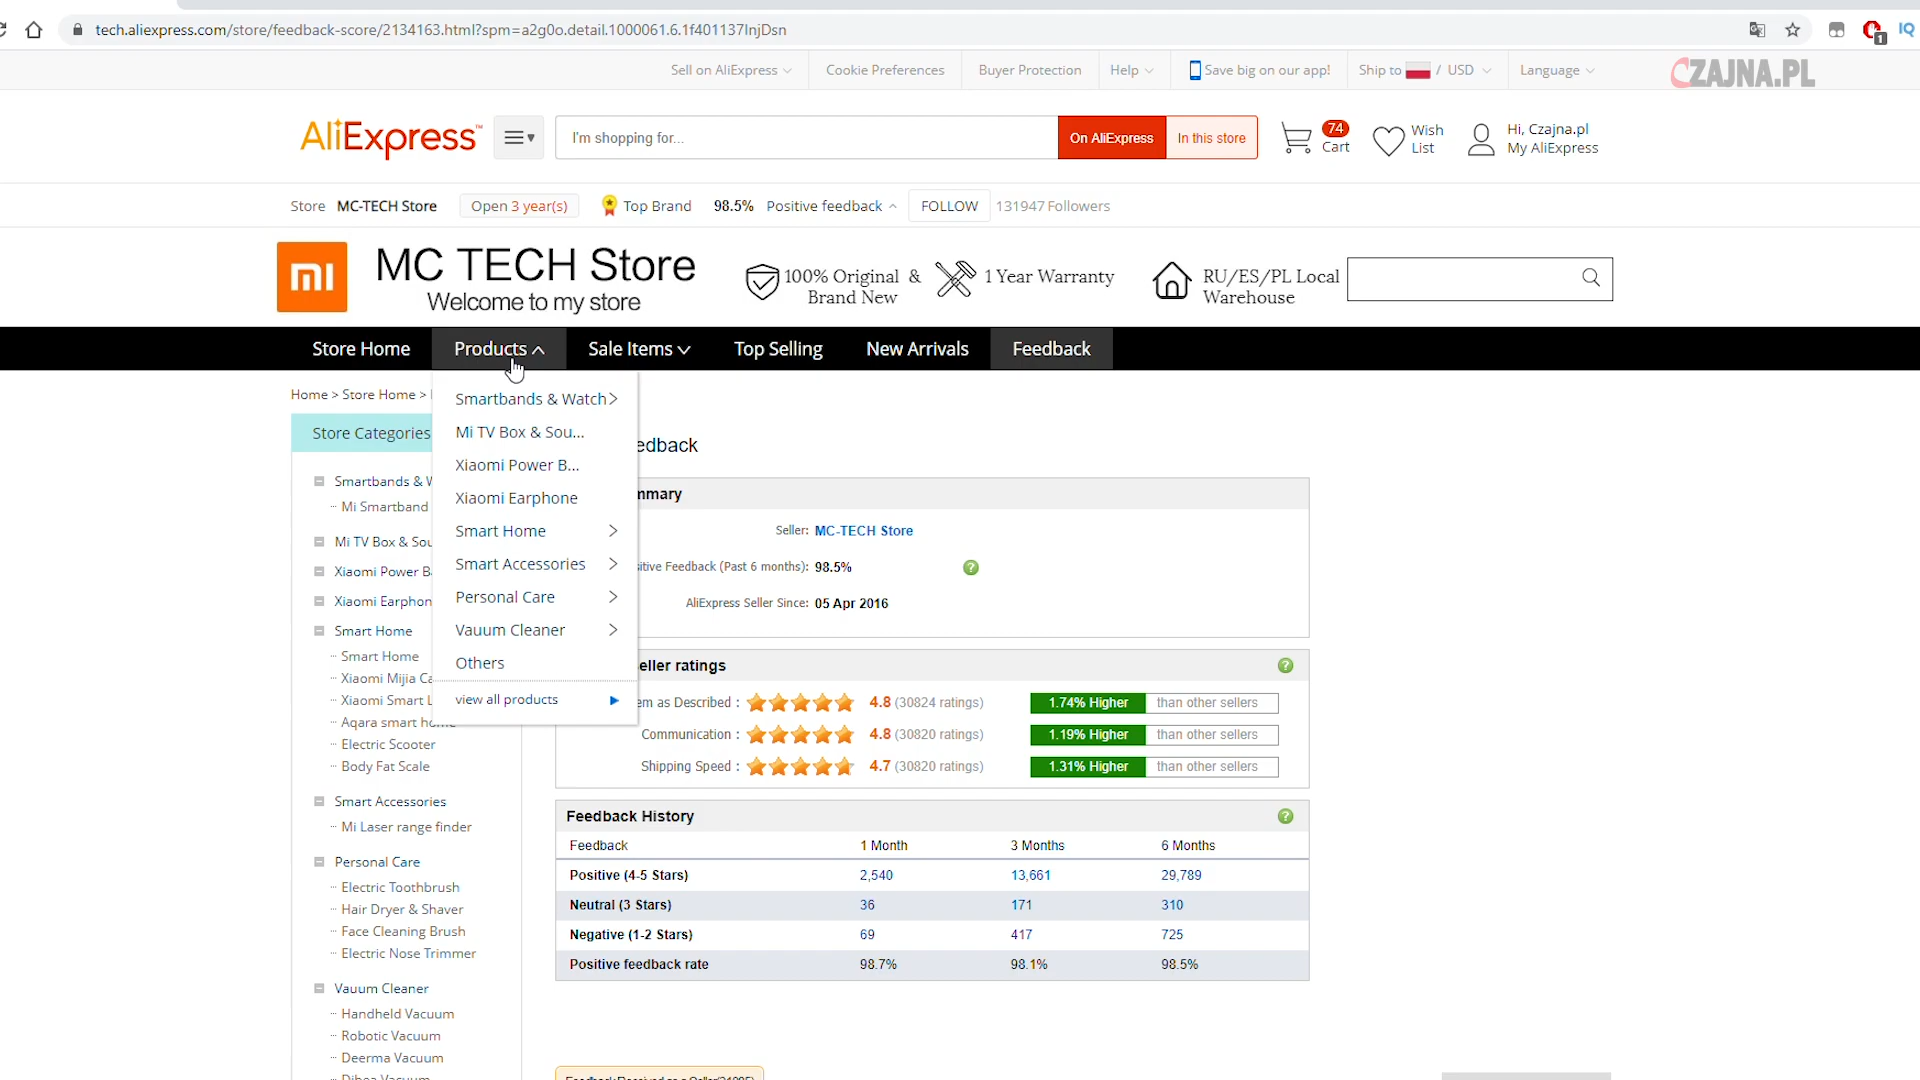 tech.aliexpress.com/store/feedback-score/2134163.html?spm=a2g0o.detail.1000061.6.1f401137InjDsn
1 IQ
Sell on AliExpress Cookie Preferences Buyer Protection Help Save big on our app! Ship to / USD Language CZAJNA.PL
AliExpress™ I'm shopping for... On AliExpress In this store 74 Cart Wish List Hi, Czajna.pl My AliExpress
Store MC-TECH Store Open 3 year(s) Top Brand 98.5% Positive feedback FOLLOW 131947 Followers
mi
MC TECH Store
Welcome to my store
100% Original & Brand New
1 Year Warranty
RU/ES/PL Local Warehouse
Store Home Products Sale Items Top Selling New Arrivals Feedback
Home > Store Home >
Store Categories
Smartbands &
Mi Smartband
Mi TV Box &
Xiaomi Power
Xiaomi
Smart Home
Smart Home
Xiaomi Mijia
Xiaomi Smart
Aqara smart
Electric Scooter
Body Fat Scale
Smart Accessories
Mi Laser range finder
Personal Care
Electric Toothbrush
Hair Dryer & Shaver
Face Cleaning Brush
Electric Nose Trimmer
Vauum Cleaner
Handheld Vacuum
Robotic Vacuum
Deerma Vacuum
Smartbands & Watch
Mi TV Box & Sou...
Xiaomi Power B...
Xiaomi Earphone
Smart Home
Smart Accessories
Personal Care
Vauum Cleaner
Others
view all products
edback
mmary
Seller: MC-TECH Store
sitive Feedback (Past 6 months): 98.5%
AliExpress Seller Since: 05 Apr 2016
eller ratings
em as Described : 4.8 (30824 ratings) 1.74% Higher than other sellers
Communication : 4.8 (30820 ratings) 1.19% Higher than other sellers
Shipping Speed : 4.7 (30820 ratings) 1.31% Higher than other sellers
Feedback History
Feedback 1 Month 3 Months 6 Months
Positive (4-5 Stars) 2,540 13,661 29,789
Neutral (3 Stars) 36 171 310
Negative (1-2 Stars) 69 417 725
Positive feedback rate 98.7% 98.1% 98.5%